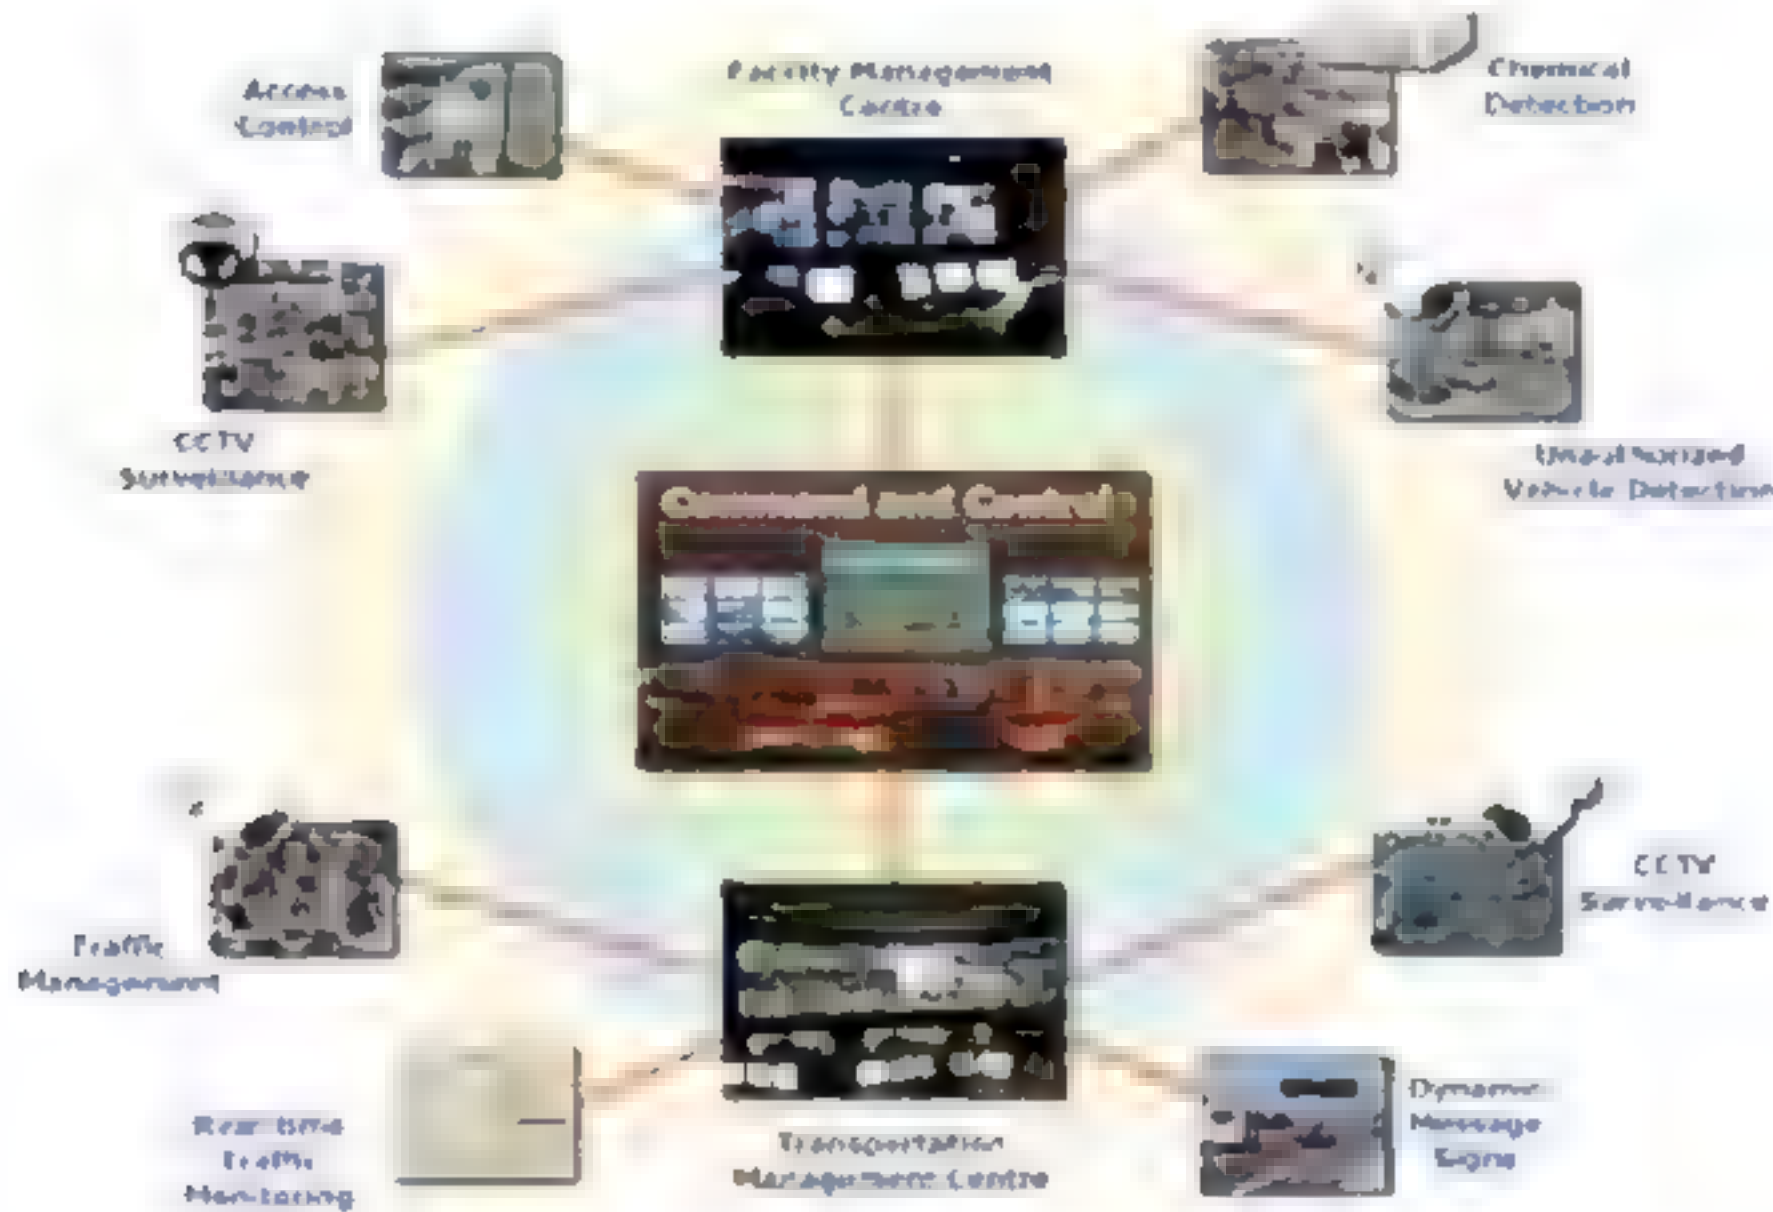 Access
Control
Facility Management
Centre
Chemical
Detection
CCTV
Surveillance
Unauthorized
Vehicle Detection
Command and Control
Traffic
Management
CCTV
Surveillance
Real-time
Traffic
Monitoring
Transportation
Management Centre
Dynamic
Message
Signs